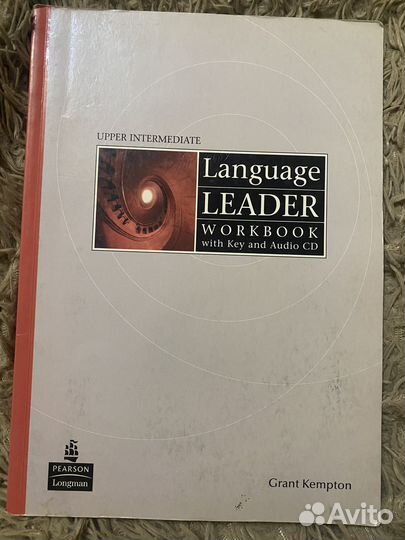 UPPER INTERMEDIATE
Language
LEADER
WORKBOOK
with Key and Audio CD
PEARSON
Longman
Grant Kempton
Avito